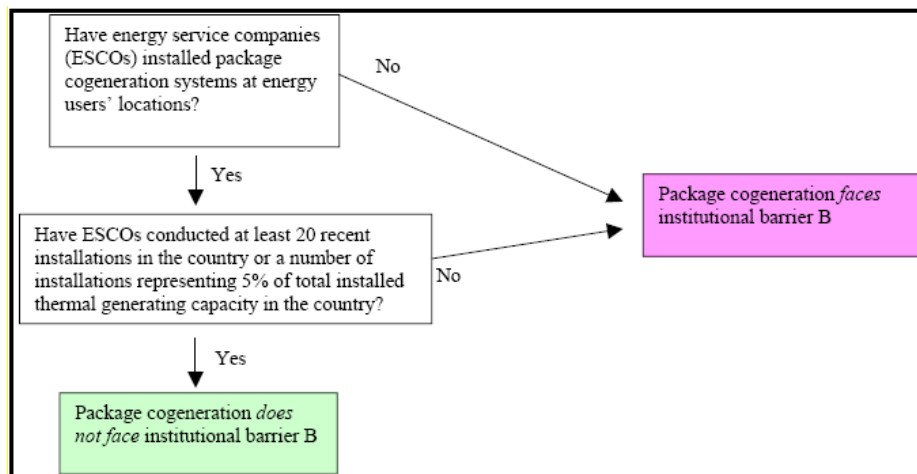 Have energy service companies
(ESCOs) installed package
cogeneration systems at energy
users' locations?
No
Yes
Package cogeneration faces
institutional barrier B
Have ESCOs conducted at least 20 recent
installations in the country or a number of
installations representing 5% of total installed
thermal generating capacity in the country?
No
Yes
Package cogeneration does
not face institutional barrier B